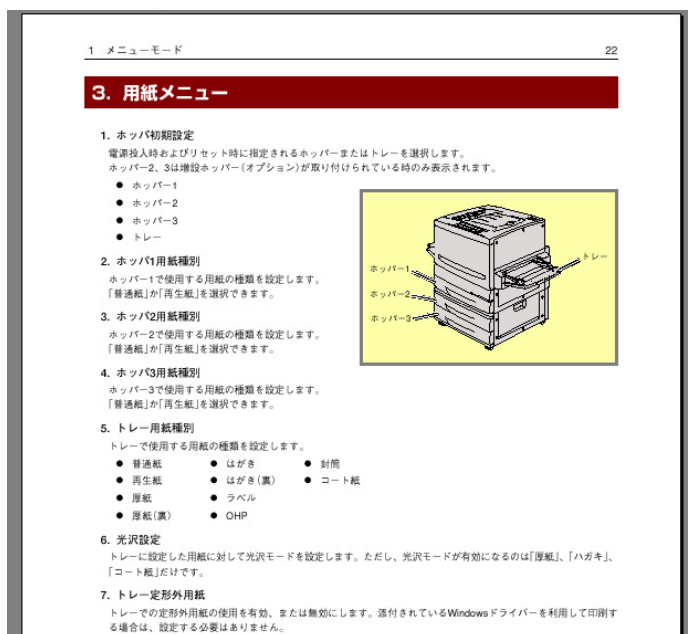 1 メニューモード 22
3. 用紙メニュー
1. ホッパ初期設定
電源投入時およびリセット時に指定されるホッパーまたはトレーを選択します。
ホッパー2、3は増設ホッパー(オプション)が取り付けられている時のみ表示されます。
● ホッパー1
● ホッパー2
● ホッパー3
● トレー
トレー
ホッパー1
ホッパー2
ホッパー3
2. ホッパ1用紙種別
ホッパー1で使用する用紙の種類を設定します。
「普通紙」か「再生紙」を選択できます。
3. ホッパ2用紙種別
ホッパー2で使用する用紙の種類を設定します。
「普通紙」か「再生紙」を選択できます。
4. ホッパ3用紙種別
ホッパー3で使用する用紙の種類を設定します。
「普通紙」か「再生紙」を選択できます。
5. トレー用紙種別
トレーで使用する用紙の種類を設定します。
● 普通紙 ● はがき ● 封筒
● 再生紙 ● はがき(裏) ● コート紙
● 厚紙 ● ラベル
● 厚紙(裏) ● OHP
6. 光沢設定
トレーに設定した用紙に対して光沢モードを設定します。ただし、光沢モードが有効になるのは「厚紙」、「ハガキ」、
「コート紙」だけです。
7. トレー定形外用紙
トレーでの定形外用紙の使用を有効、または無効にします。添付されているWindowsドライバーを利用して印刷す
る場合は、設定する必要はありません。